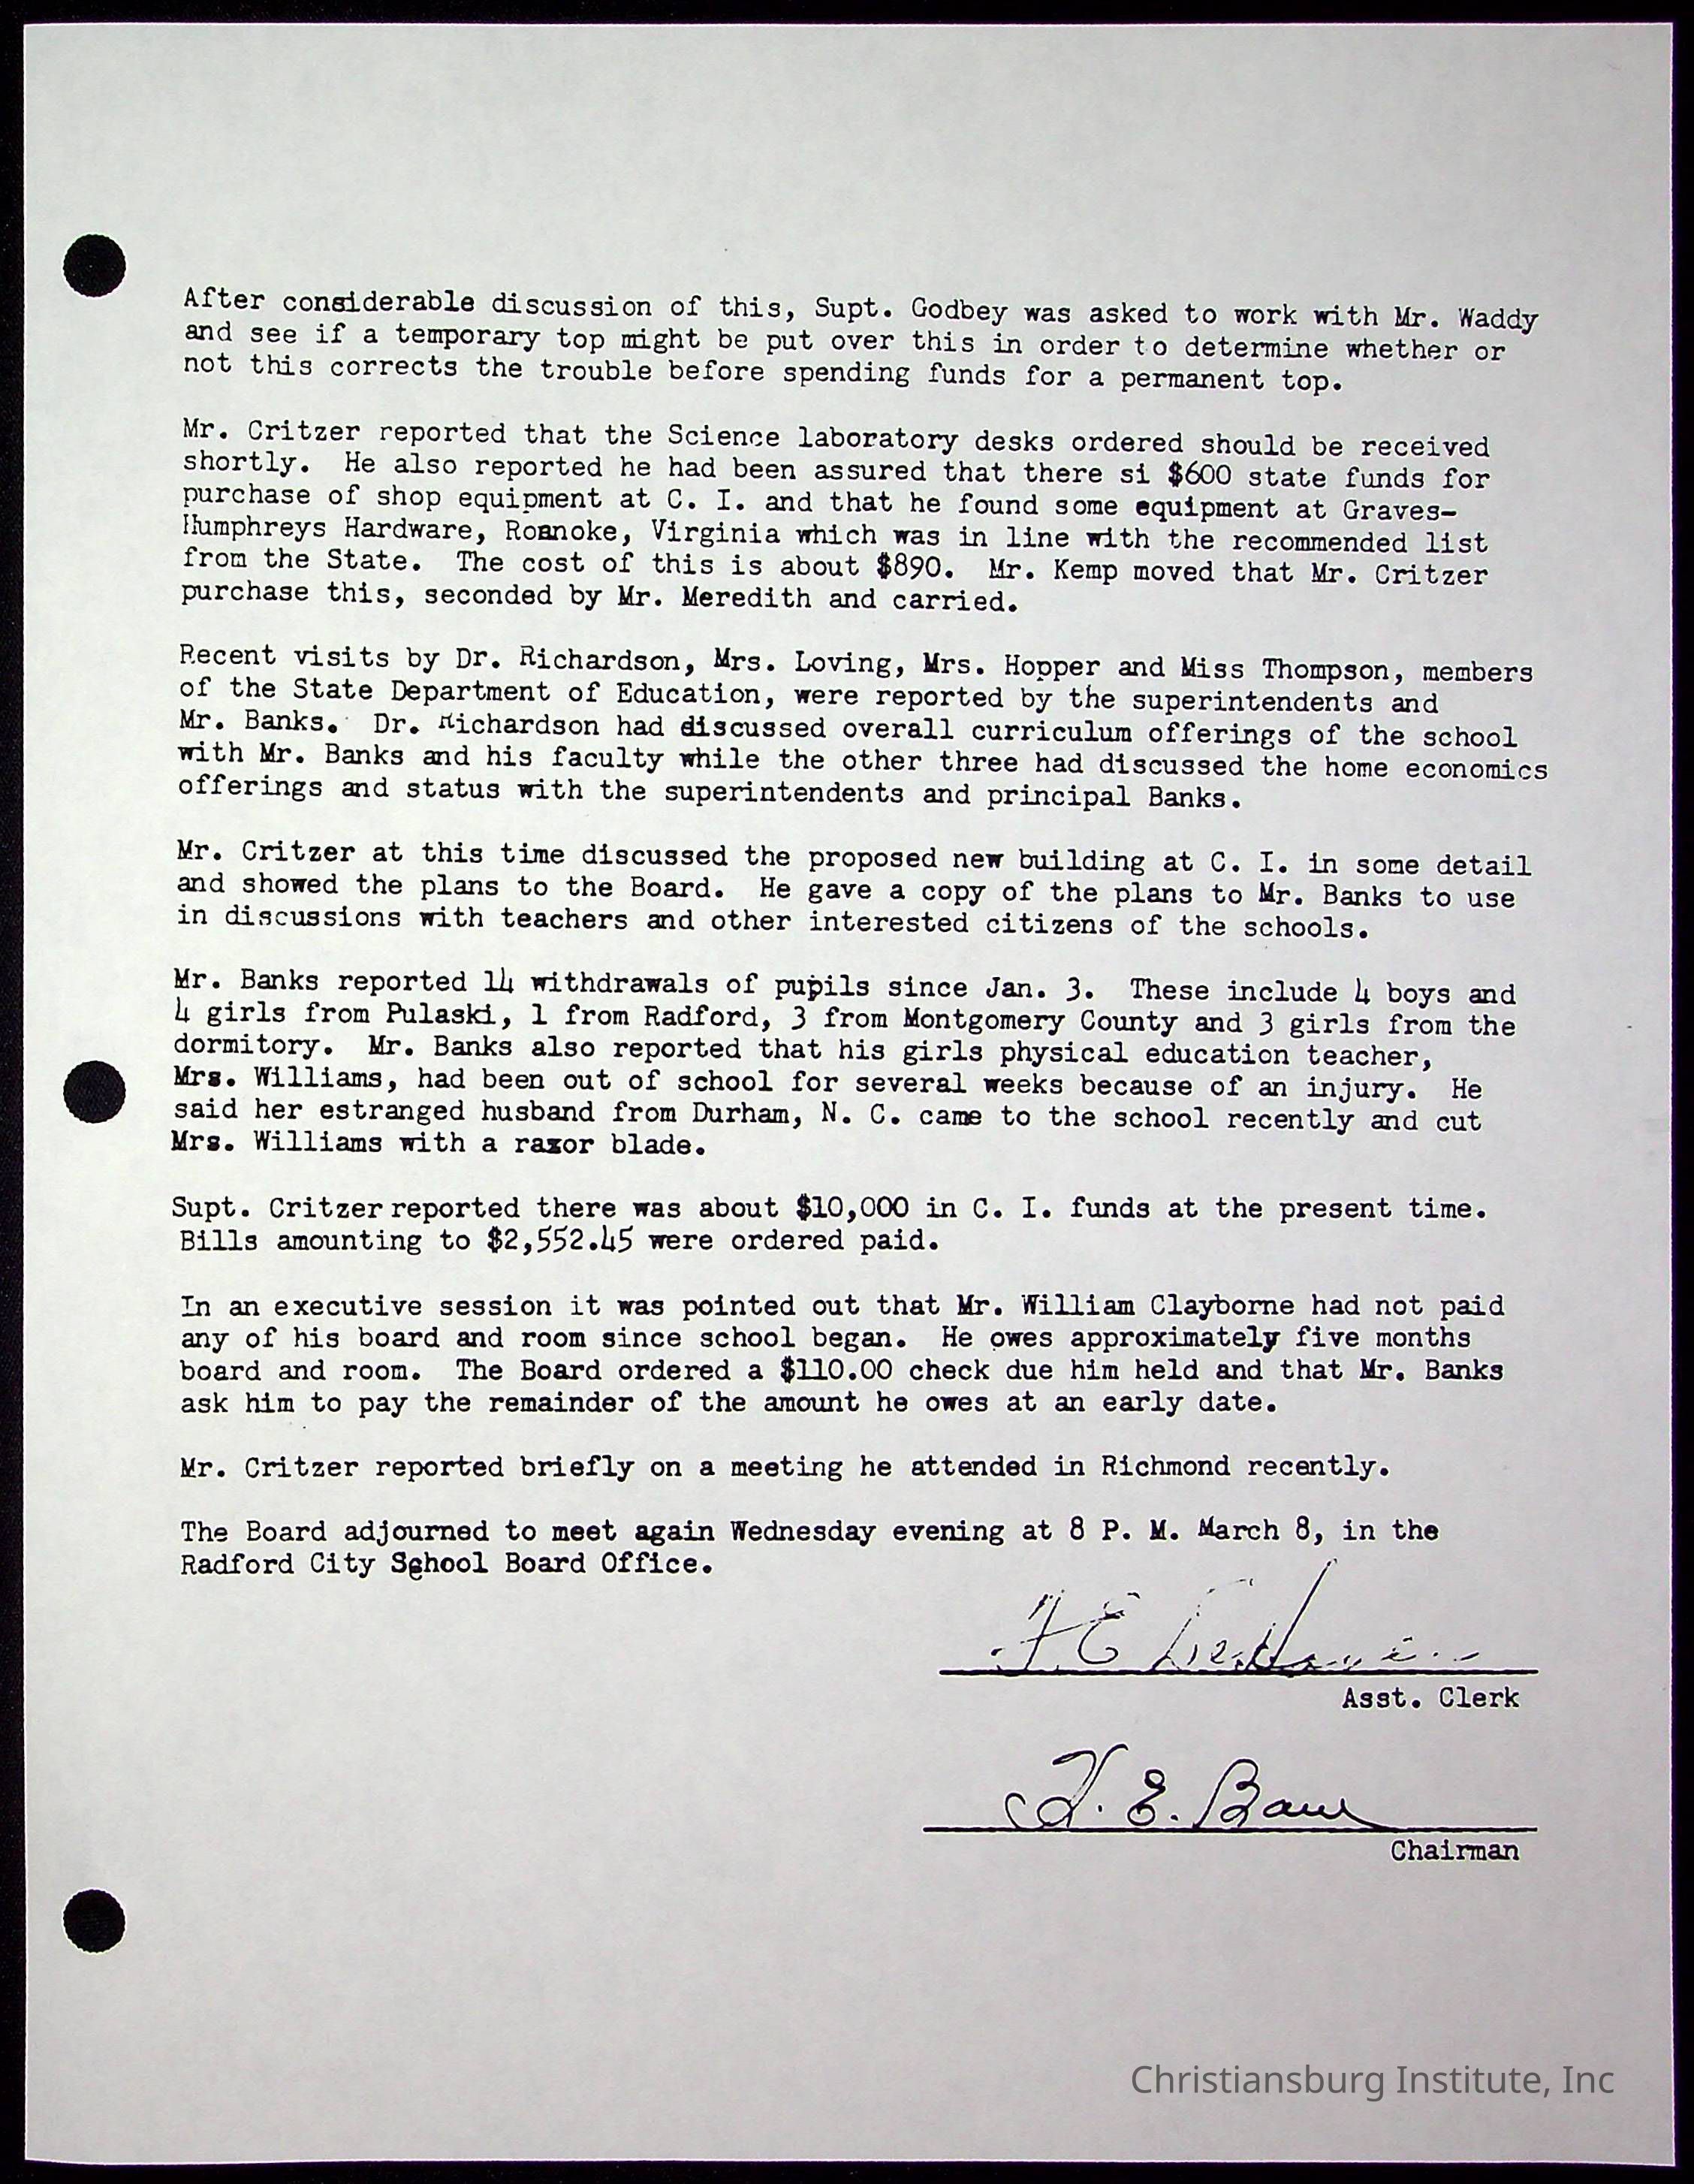 After considerable discussion of this, Supt. Godbey was asked to work with Mr. Waddy
and see if a temporary top might be put over this in order to determine whether or
not this corrects the trouble before spending funds for a permanent top.
Mr. Critzer reported that the Science laboratory desks ordered should be received
shortly. He also reported he had been assured that there si $600 state funds for
purchase of shop equipment at C. I. and that he found some equipment at Graves-
Humphreys Hardware, Roanoke, Virginia which was in line with the recommended list
from the State. The cost of this is about $890. Mr. Kemp moved that Mr. Critzer
purchase this, seconded by Mr. Meredith and carried.
Recent visits by Dr. Richardson, Mrs. Loving, Mrs. Hopper and Miss Thompson, members
of the State Department of Education, were reported by the superintendents and
Mr. Banks. Dr. Richardson had discussed overall curriculum offerings of the school
with Mr. Banks and his faculty while the other three had discussed the home economics
offerings and status with the superintendents and principal Banks.
Mr. Critzer at this time discussed the proposed new building at C. I. in some detail
and showed the plans to the Board. He gave a copy of the plans to Mr. Banks to use
in discussions with teachers and other interested citizens of the schools.
Mr. Banks reported 14 withdrawals of pupils since Jan. 3. These include 4 boys and
4 girls from Pulaski, 1 from Radford, 3 from Montgomery County and 3 girls from the
dormitory. Mr. Banks also reported that his girls physical education teacher,
Mrs. Williams, had been out of school for several weeks because of an injury. He
said her estranged husband from Durham, N. C. came to the school recently and cut
Mrs. Williams with a razor blade.
Supt. Critzer reported there was about $10,000 in C. I. funds at the present time.
Bills amounting to $2,552.45 were ordered paid.
In an executive session it was pointed out that Mr. William Clayborne had not paid
any of his board and room since school began. He owes approximately five months
board and room. The Board ordered a $110.00 check due him held and that Mr. Banks
ask him to pay the remainder of the amount he owes at an early date.
Mr. Critzer reported briefly on a meeting he attended in Richmond recently.
The Board adjourned to meet again Wednesday evening at 8 P. M. March 8, in the
Radford City School Board Office.
Asst. Clerk
Chairman
Christiansburg Institute, Inc